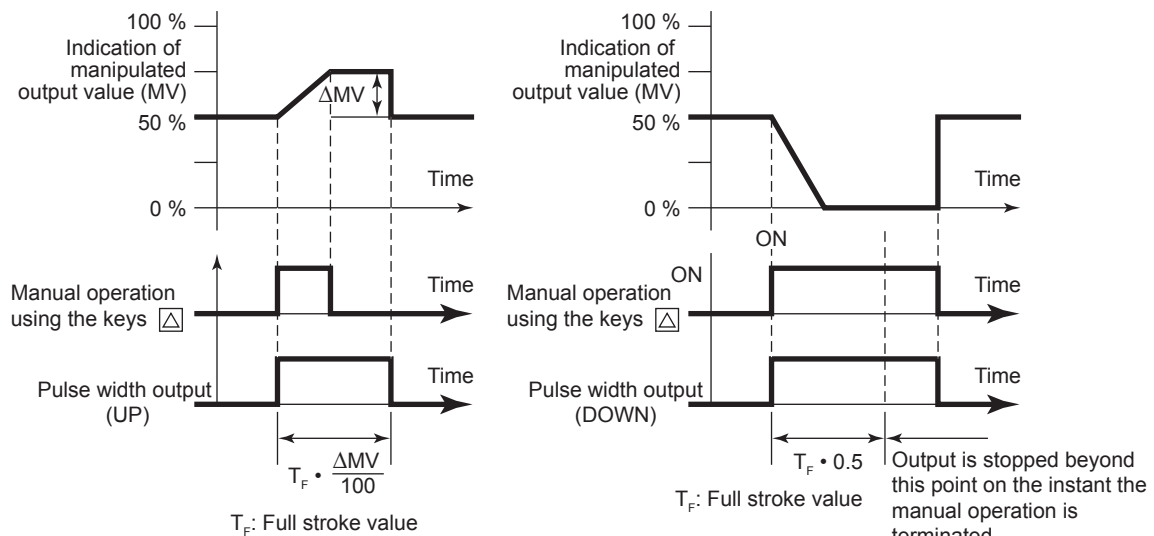 100 %
Indication of
manipulated
output value (MV)
50 %
0 %
ΔMV
Time
Manual operation
using the keys △
Time
Pulse width output
(UP)
Time
T_F • ΔMV/100
T_F: Full stroke value
100 %
Indication of
manipulated
output value (MV)
50 %
0 %
Time
ON
ON
Manual operation
using the keys △
Time
Pulse width output
(DOWN)
Time
T_F • 0.5
T_F: Full stroke value
Output is stopped beyond
this point on the instant the
manual operation is
terminated